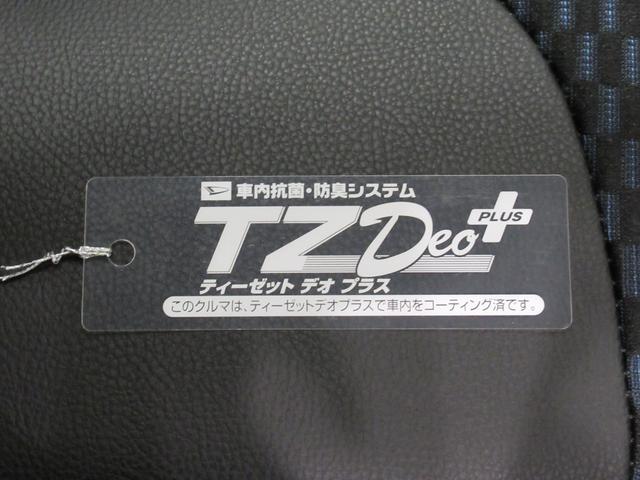 車内抗菌・防臭システム
TZ Deo PLUS
ティーゼット デオ プラス
このクルマは、ティーゼットデオプラスで車内をコーティング済です。